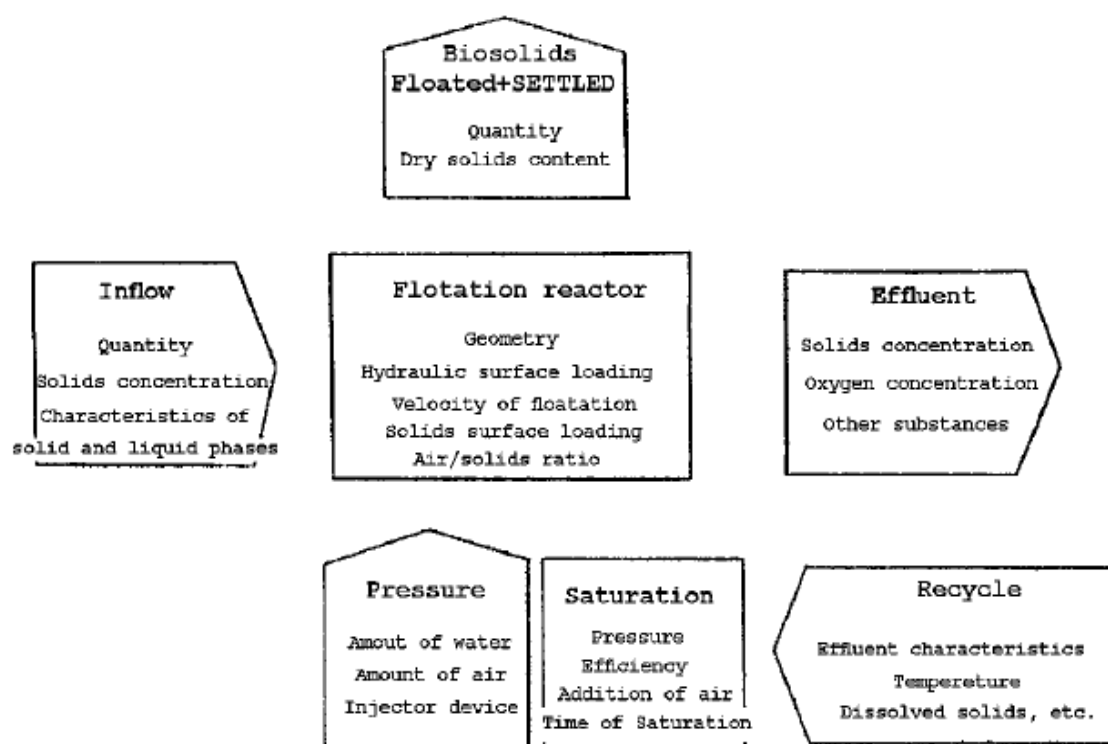 Biosolids
Floated+SETTLED
Quantity
Dry solids content
Inflow
Quantity
Solids concentration
Characteristics of
solid and liquid phases
Flotation reactor
Geometry
Hydraulic surface loading
Velocity of floatation
Solids surface loading
Air/solids ratio
Effluent
Solids concentration
Oxygen concentration
Other substances
Pressure
Amout of water
Amount of air
Injector device
Saturation
Pressure
Efficiency
Addition of air
Time of Saturation
Recycle
Effluent characteristics
Tempereture
Dissolved solids, etc.